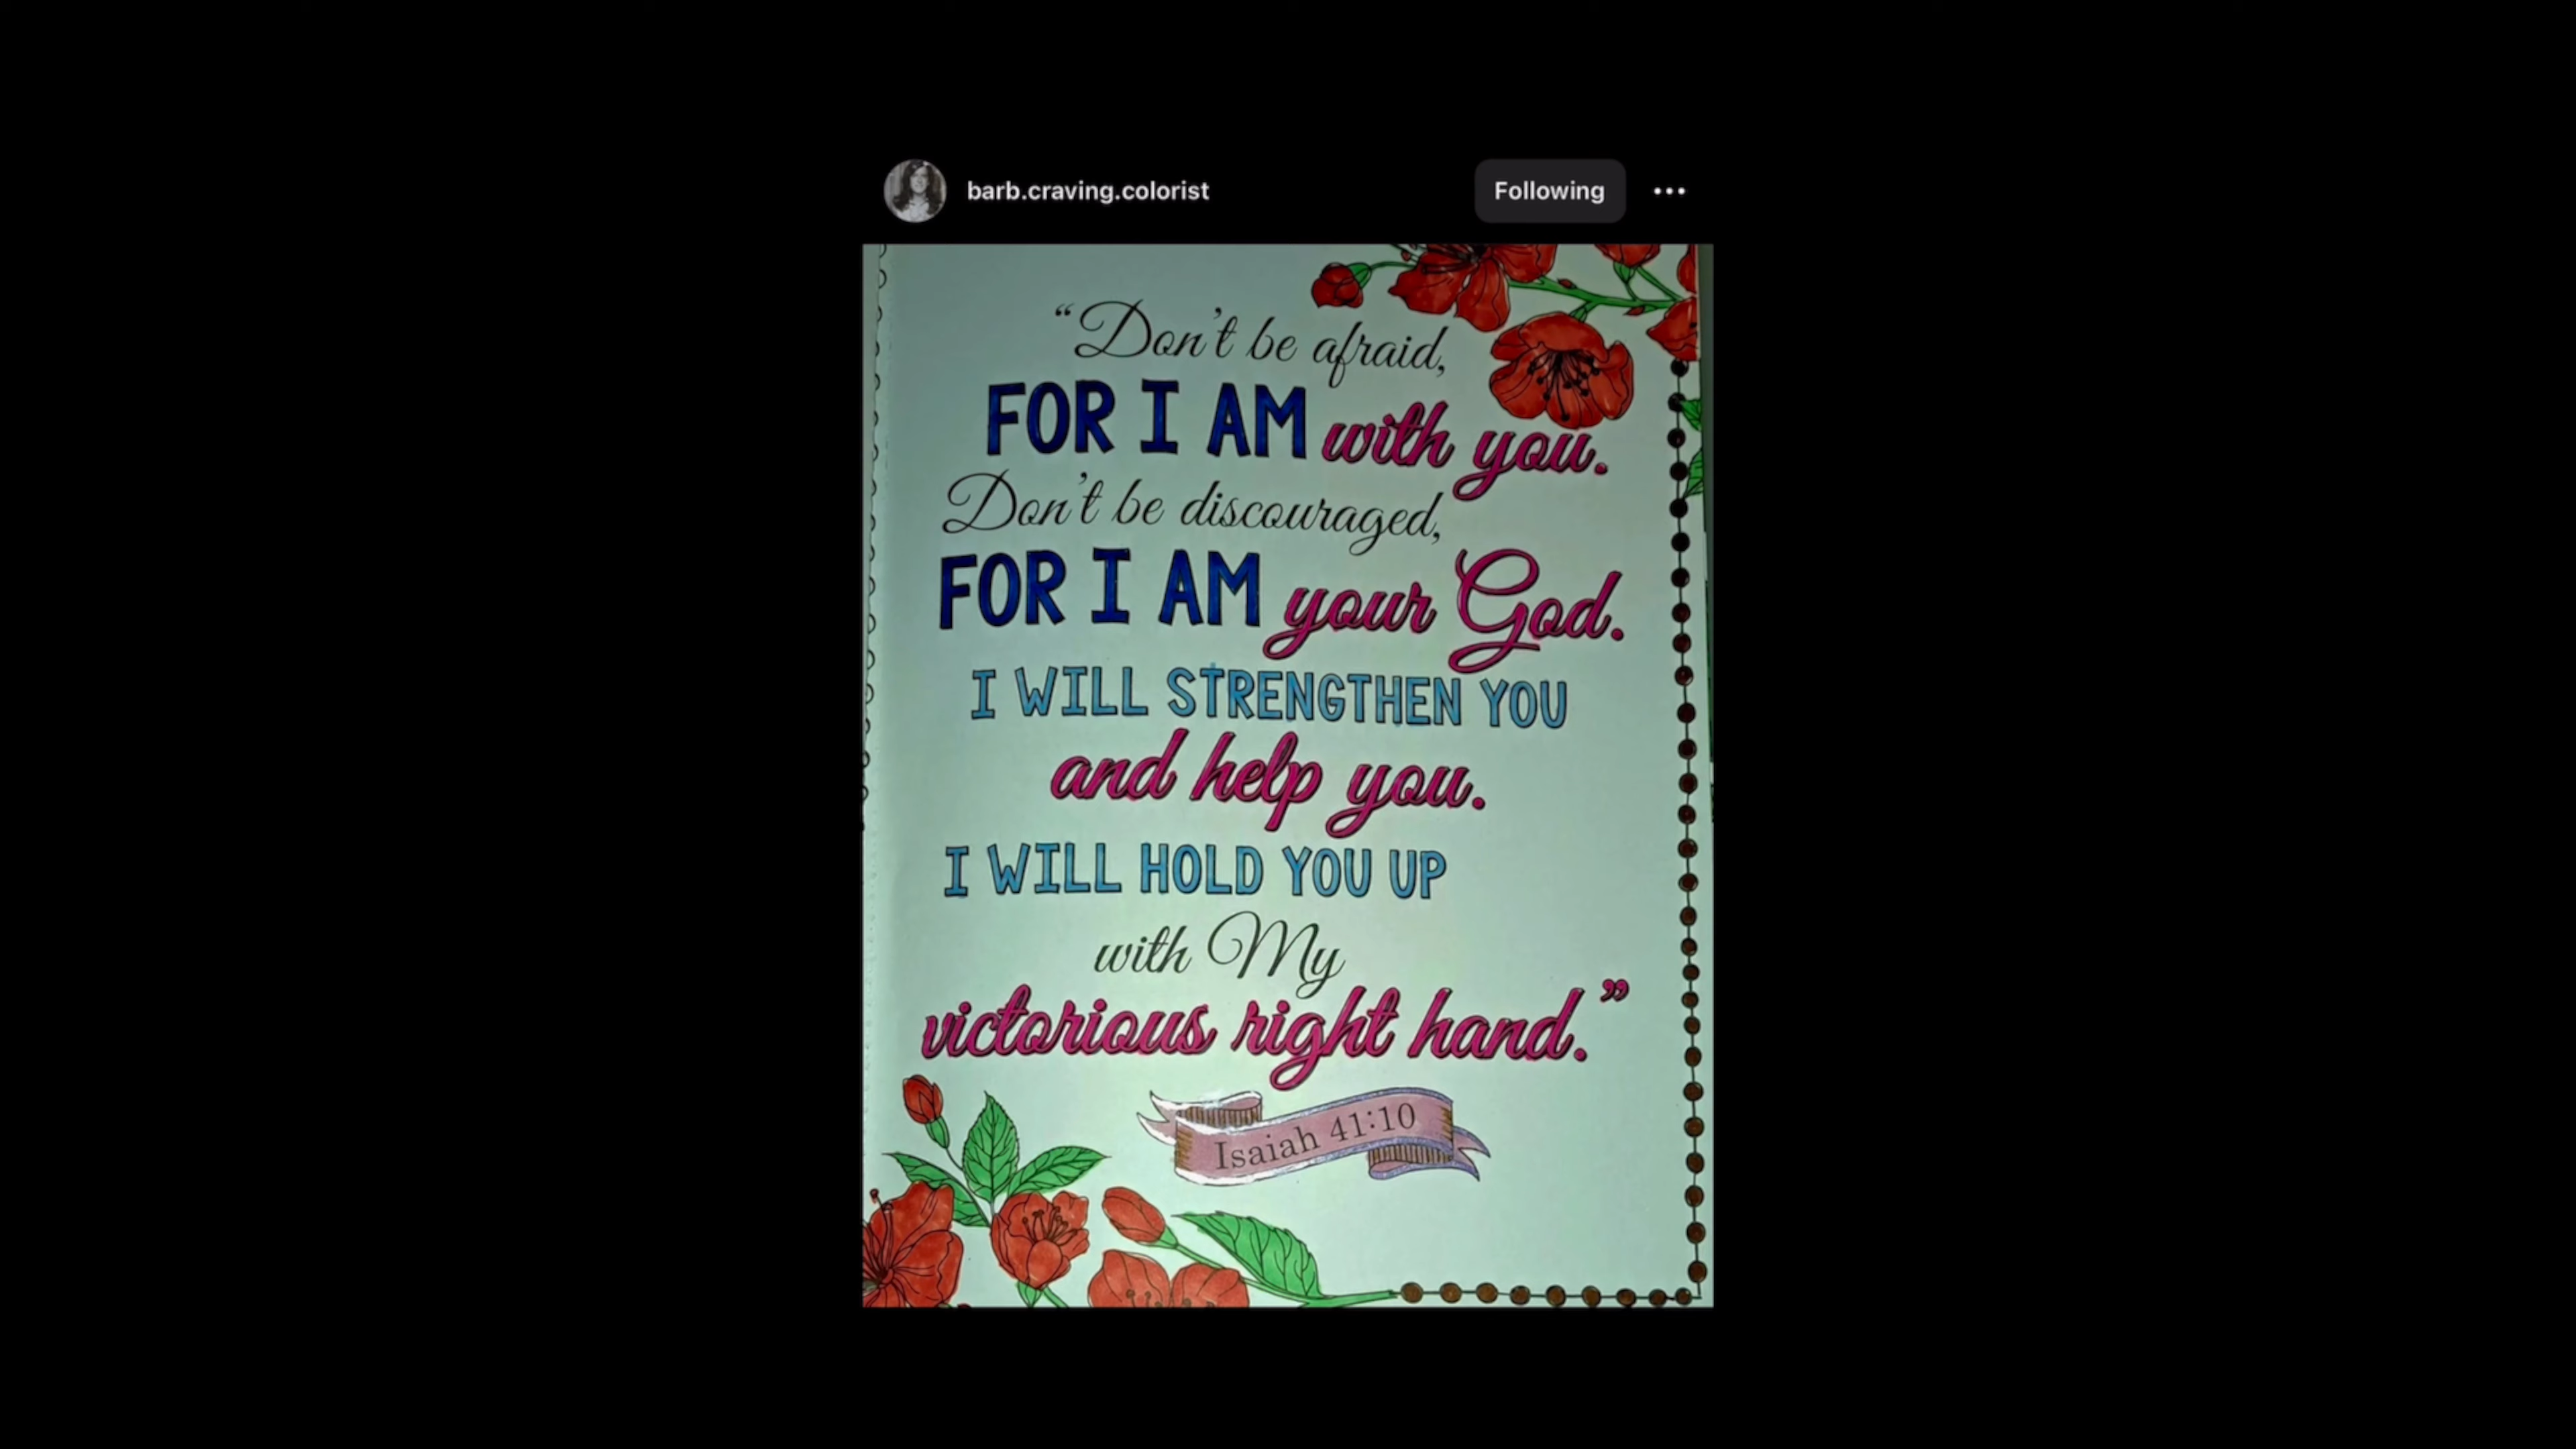 barb.craving.colorist
Following
“Don't be afraid,
FOR I AM with you.
Don't be discouraged,
FOR I AM your God.
I WILL STRENGTHEN YOU
and help you.
I WILL HOLD YOU UP
with My
victorious right hand.”
Isaiah 41:10